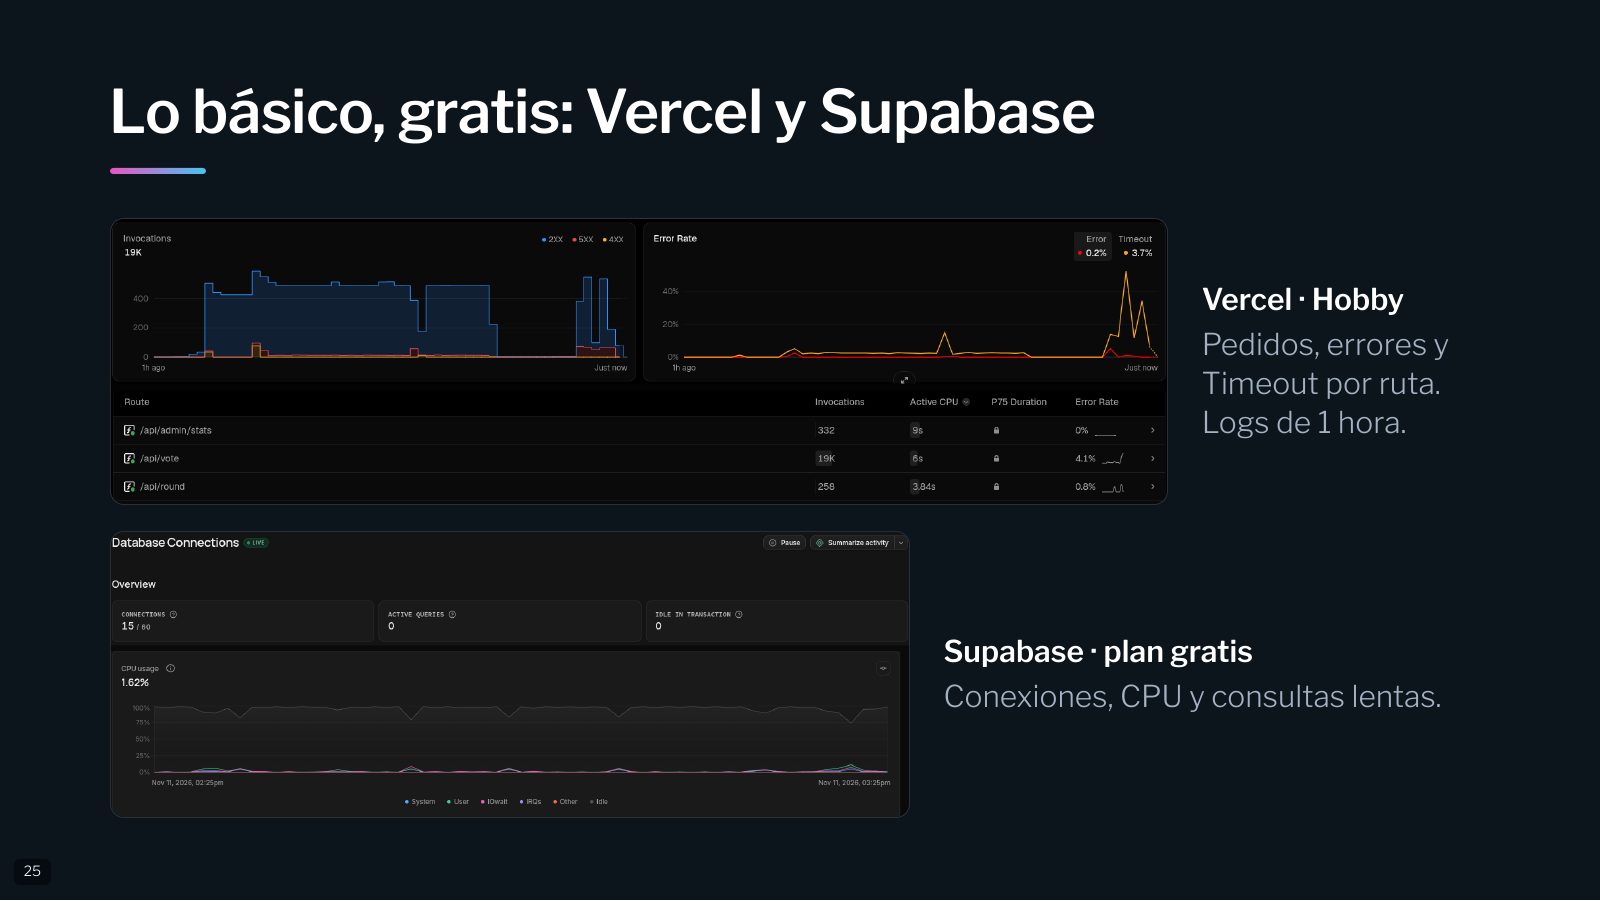 Lo básico, gratis: Vercel y Supabase
Invocations
19K
2XX 5XX 4XX
400
200
0
1h ago Just now
Error Rate
Error Timeout
0.2% 3.7%
40%
20%
0%
1h ago Just now
Route Invocations Active CPU P75 Duration Error Rate
/api/admin/stats 332 9s 0%
/api/vote 19K 6s 4.1%
/api/round 258 3.84s 0.8%
Vercel · Hobby
Pedidos, errores y
Timeout por ruta.
Logs de 1 hora.
Database Connections LIVE
Pause Summarize activity
Overview
CONNECTIONS
15 / 60
ACTIVE QUERIES
0
IDLE IN TRANSACTION
0
CPU usage
1.62%
100%
75%
50%
25%
0%
Nov 11, 2026, 02:25pm Nov 11, 2026, 03:25pm
System User IOwait IRQs Other Idle
Supabase · plan gratis
Conexiones, CPU y consultas lentas.
25